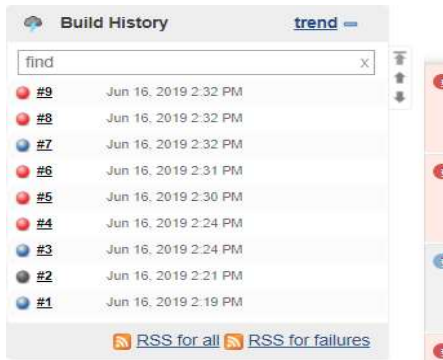 Build History trend
find x
#9 Jun 16, 2019 2:32 PM
#8 Jun 16, 2019 2:32 PM
#7 Jun 16, 2019 2:32 PM
#6 Jun 16, 2019 2:31 PM
#5 Jun 16, 2019 2:30 PM
#4 Jun 16, 2019 2:24 PM
#3 Jun 16, 2019 2:24 PM
#2 Jun 16, 2019 2:21 PM
#1 Jun 16, 2019 2:19 PM
RSS for all RSS for failures